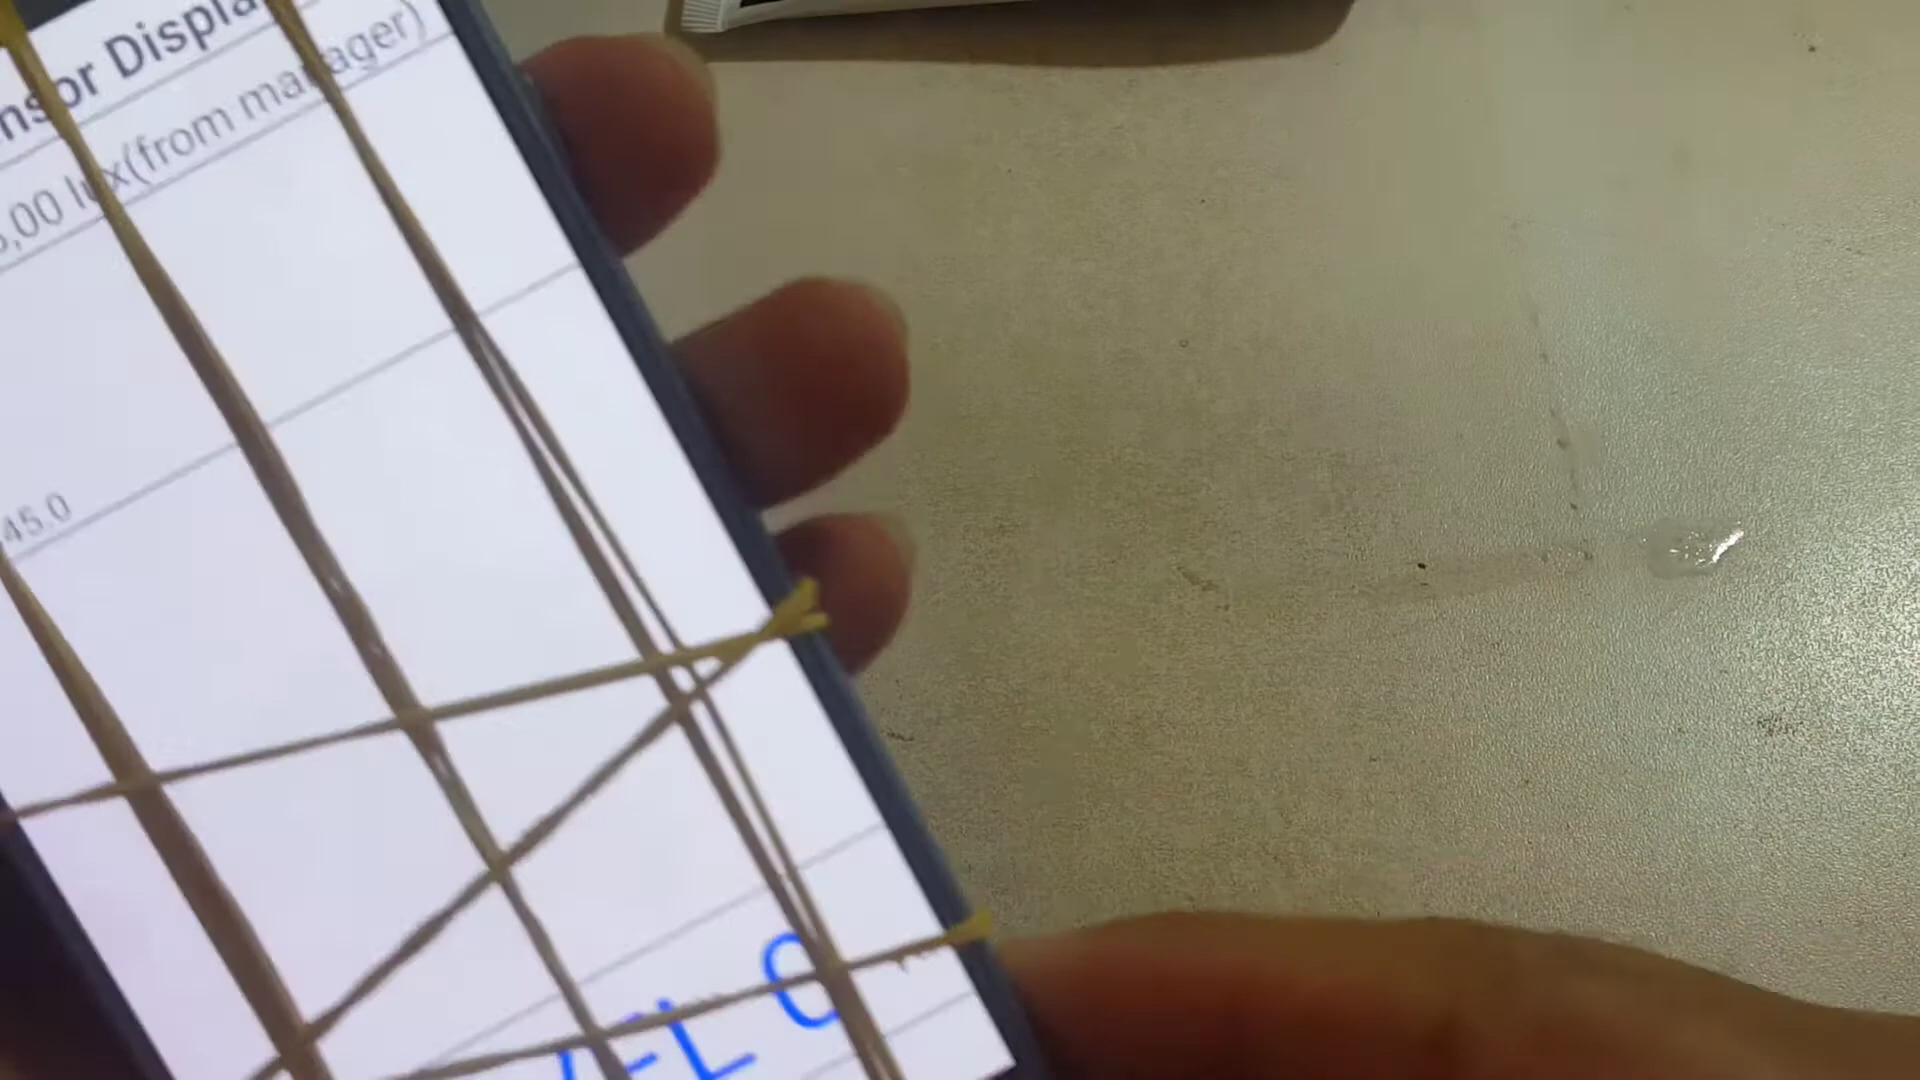 nsor Displa
,00 lux(from manager)
45.0